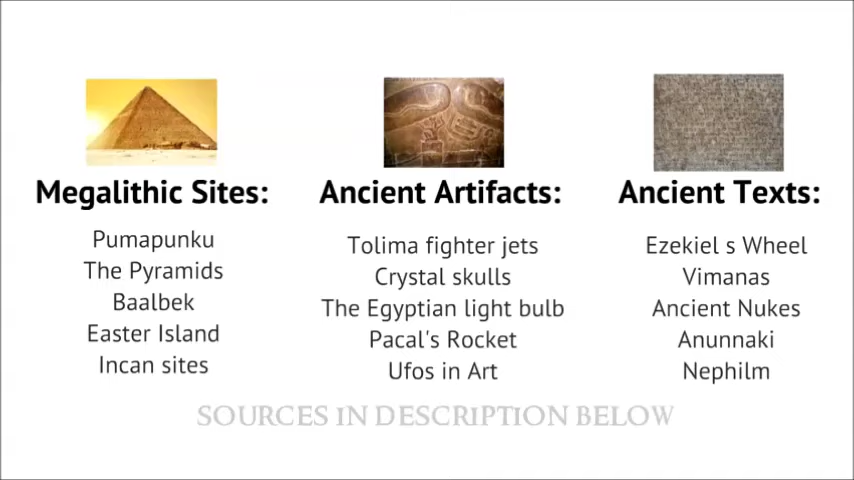 Megalithic Sites:
Pumapunku
The Pyramids
Baalbek
Easter Island
Incan sites
Ancient Artifacts:
Tolima fighter jets
Crystal skulls
The Egyptian light bulb
Pacal's Rocket
Ufos in Art
Ancient Texts:
Ezekiel s Wheel
Vimanas
Ancient Nukes
Anunnaki
Nephilm
SOURCES IN DESCRIPTION BELOW